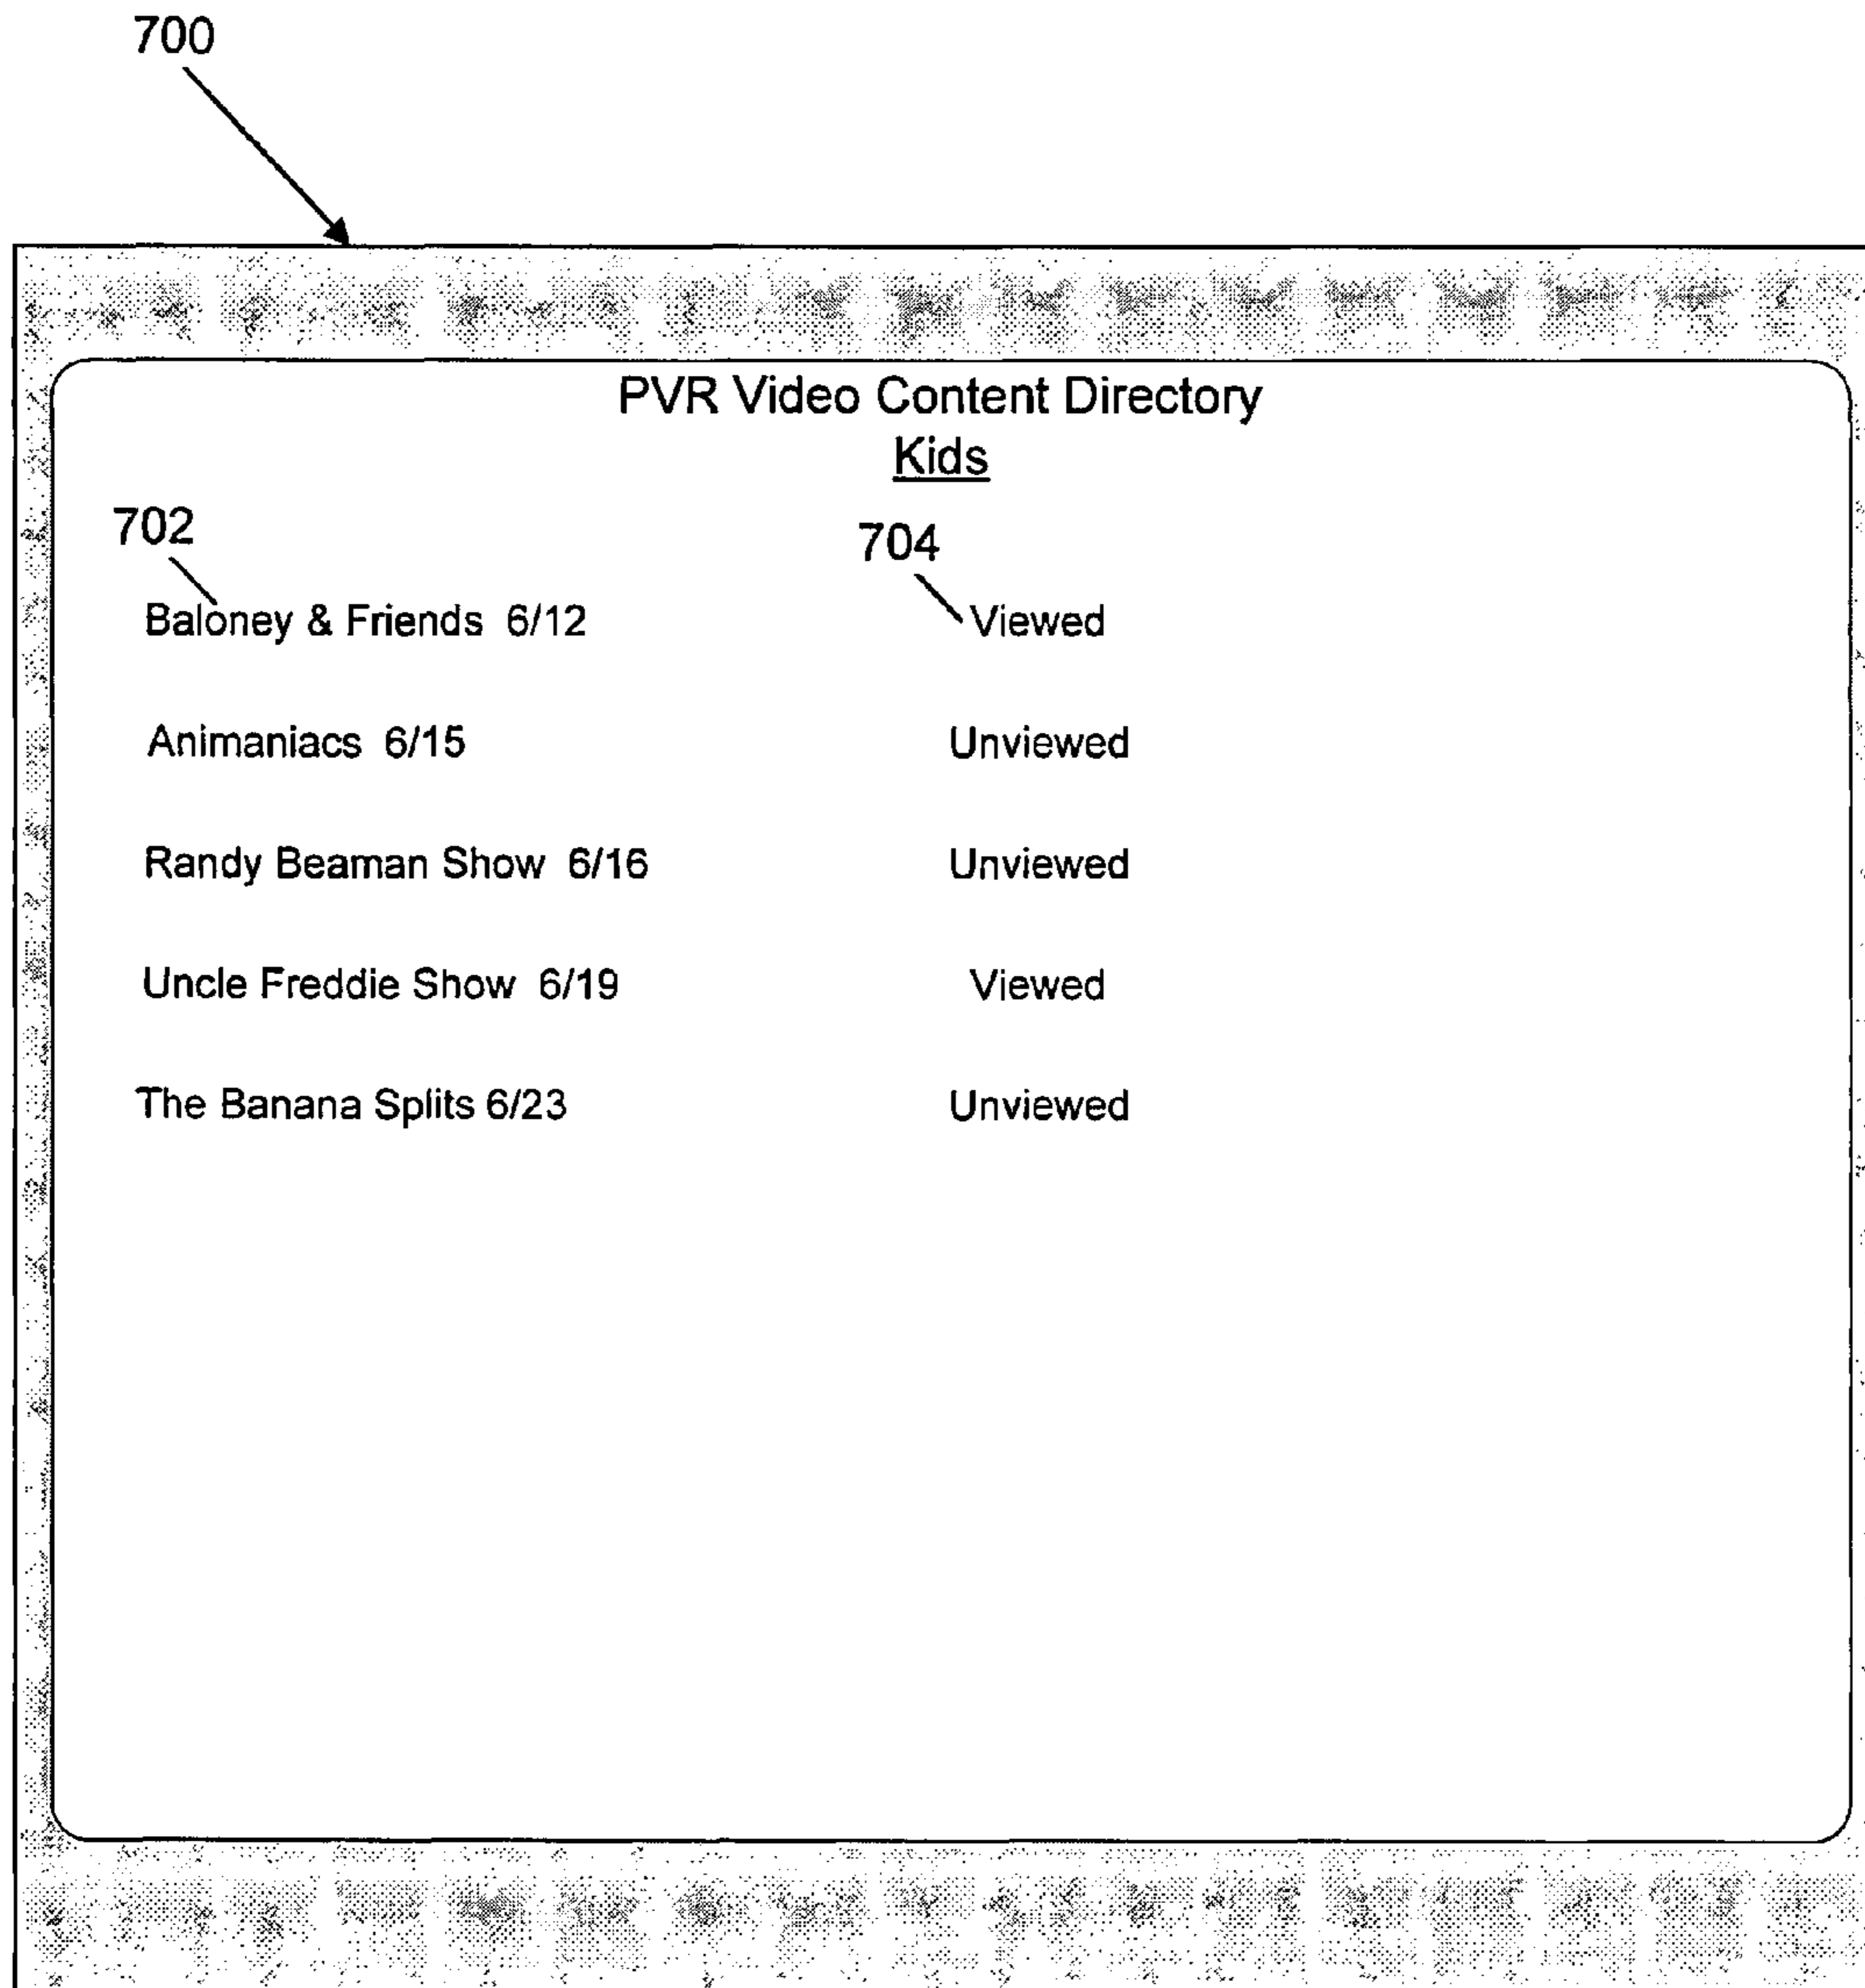 700
PVR Video Content Directory
Kids
702
704
Baloney & Friends 6/12 Viewed
Animaniacs 6/15 Unviewed
Randy Beaman Show 6/16 Unviewed
Uncle Freddie Show 6/19 Viewed
The Banana Splits 6/23 Unviewed